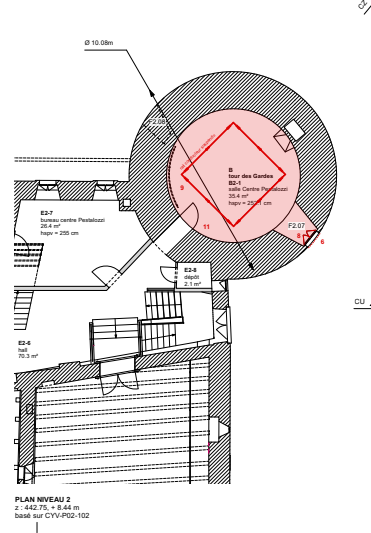 CZ
Ø 10.08m
F2.08
B
tour des Gardes
B2-1
salle Centre Pestalozzi
35.4 m²
9
11
F2.07
8
6
E2-7
bureau centre Pestalozzi
26.4 m²
hspv = 255 cm
E2-8
dépôt
2.1 m²
CU
E2-6
hall
70.3 m²
PLAN NIVEAU 2
z : 442.75, + 8.44 m
basé sur CYV-P02-102